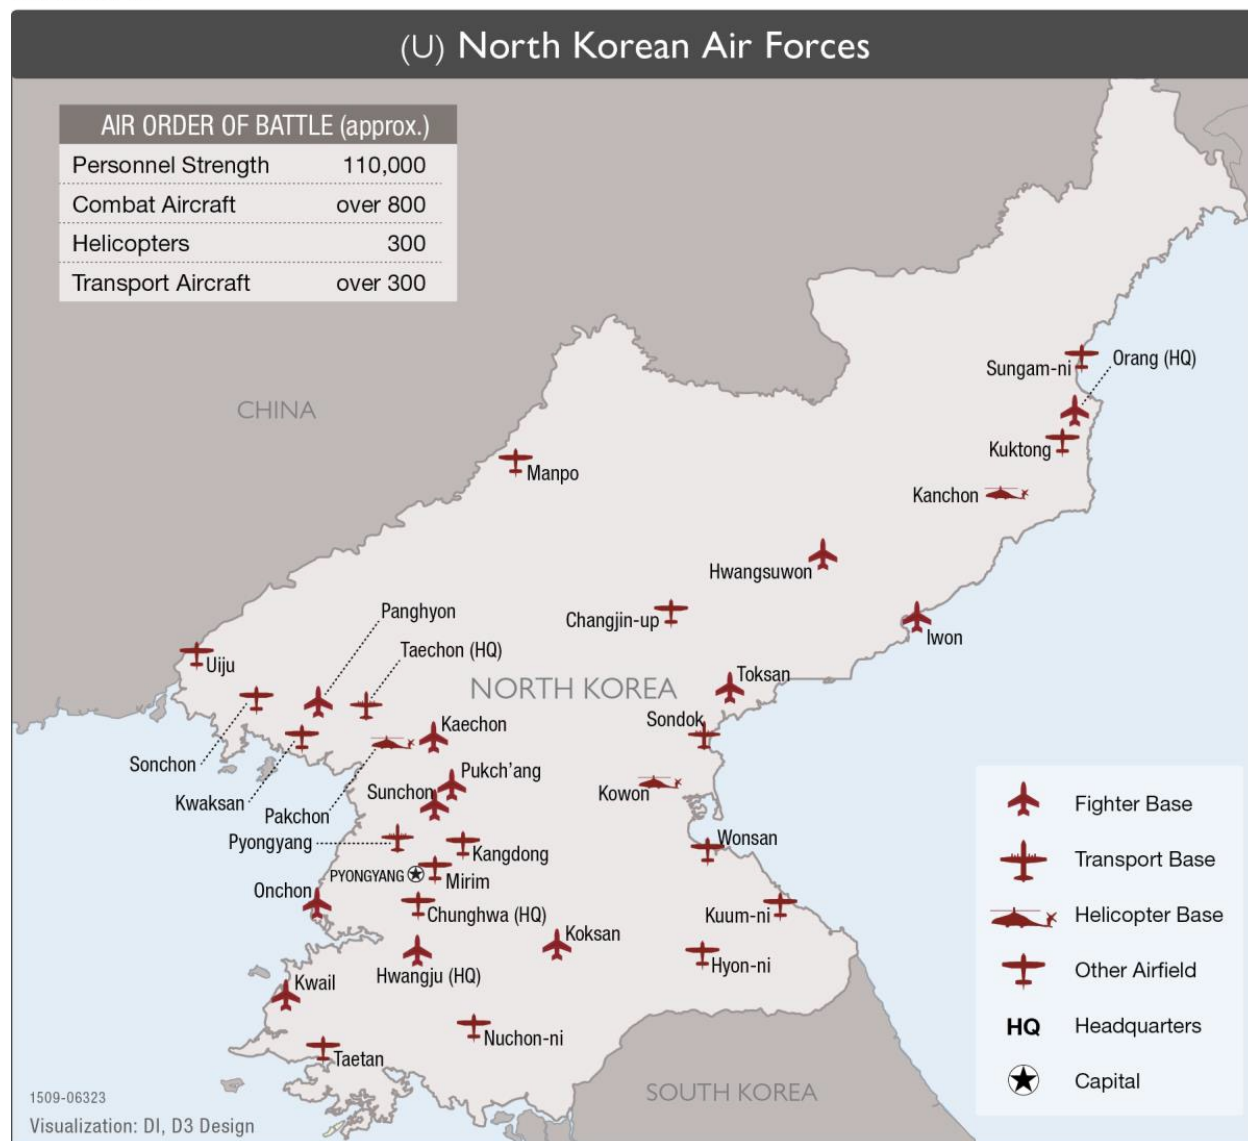 (U) North Korean Air Forces
AIR ORDER OF BATTLE (approx.)
Personnel Strength 110,000
Combat Aircraft over 800
Helicopters 300
Transport Aircraft over 300
CHINA
Sungam-ni
Orang (HQ)
Kuktong
Manpo
Kanchon
Hwangsuwon
Panghyon
Changjin-up
Iwon
Taechon (HQ)
Uiju
Toksan
NORTH KOREA
Sondok
Kaechon
Sonchon
Pukch'ang
Sunchon
Kowon
Kwaksan
Pakchon
Pyongyang
Wonsan
Kangdong
PYONGYANG
Mirim
Onchon
Chunghwa (HQ)
Kuum-ni
Koksan
Hyon-ni
Hwangju (HQ)
Kwail
Nuchon-ni
Taetan
SOUTH KOREA
Fighter Base
Transport Base
Helicopter Base
Other Airfield
HQ Headquarters
Capital
1509-06323
Visualization: DI, D3 Design